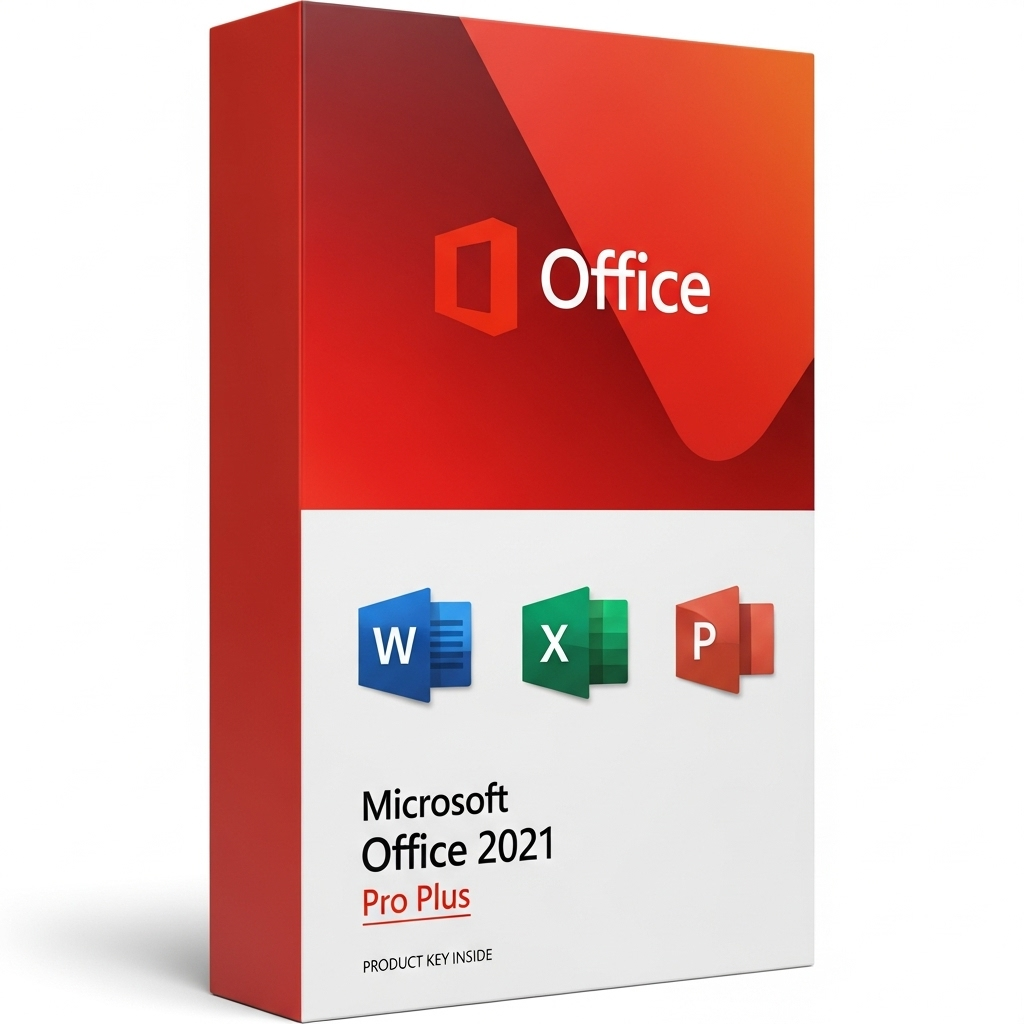 Office
W
X
P
Microsoft
Office 2021
Pro Plus
PRODUCT KEY INSIDE